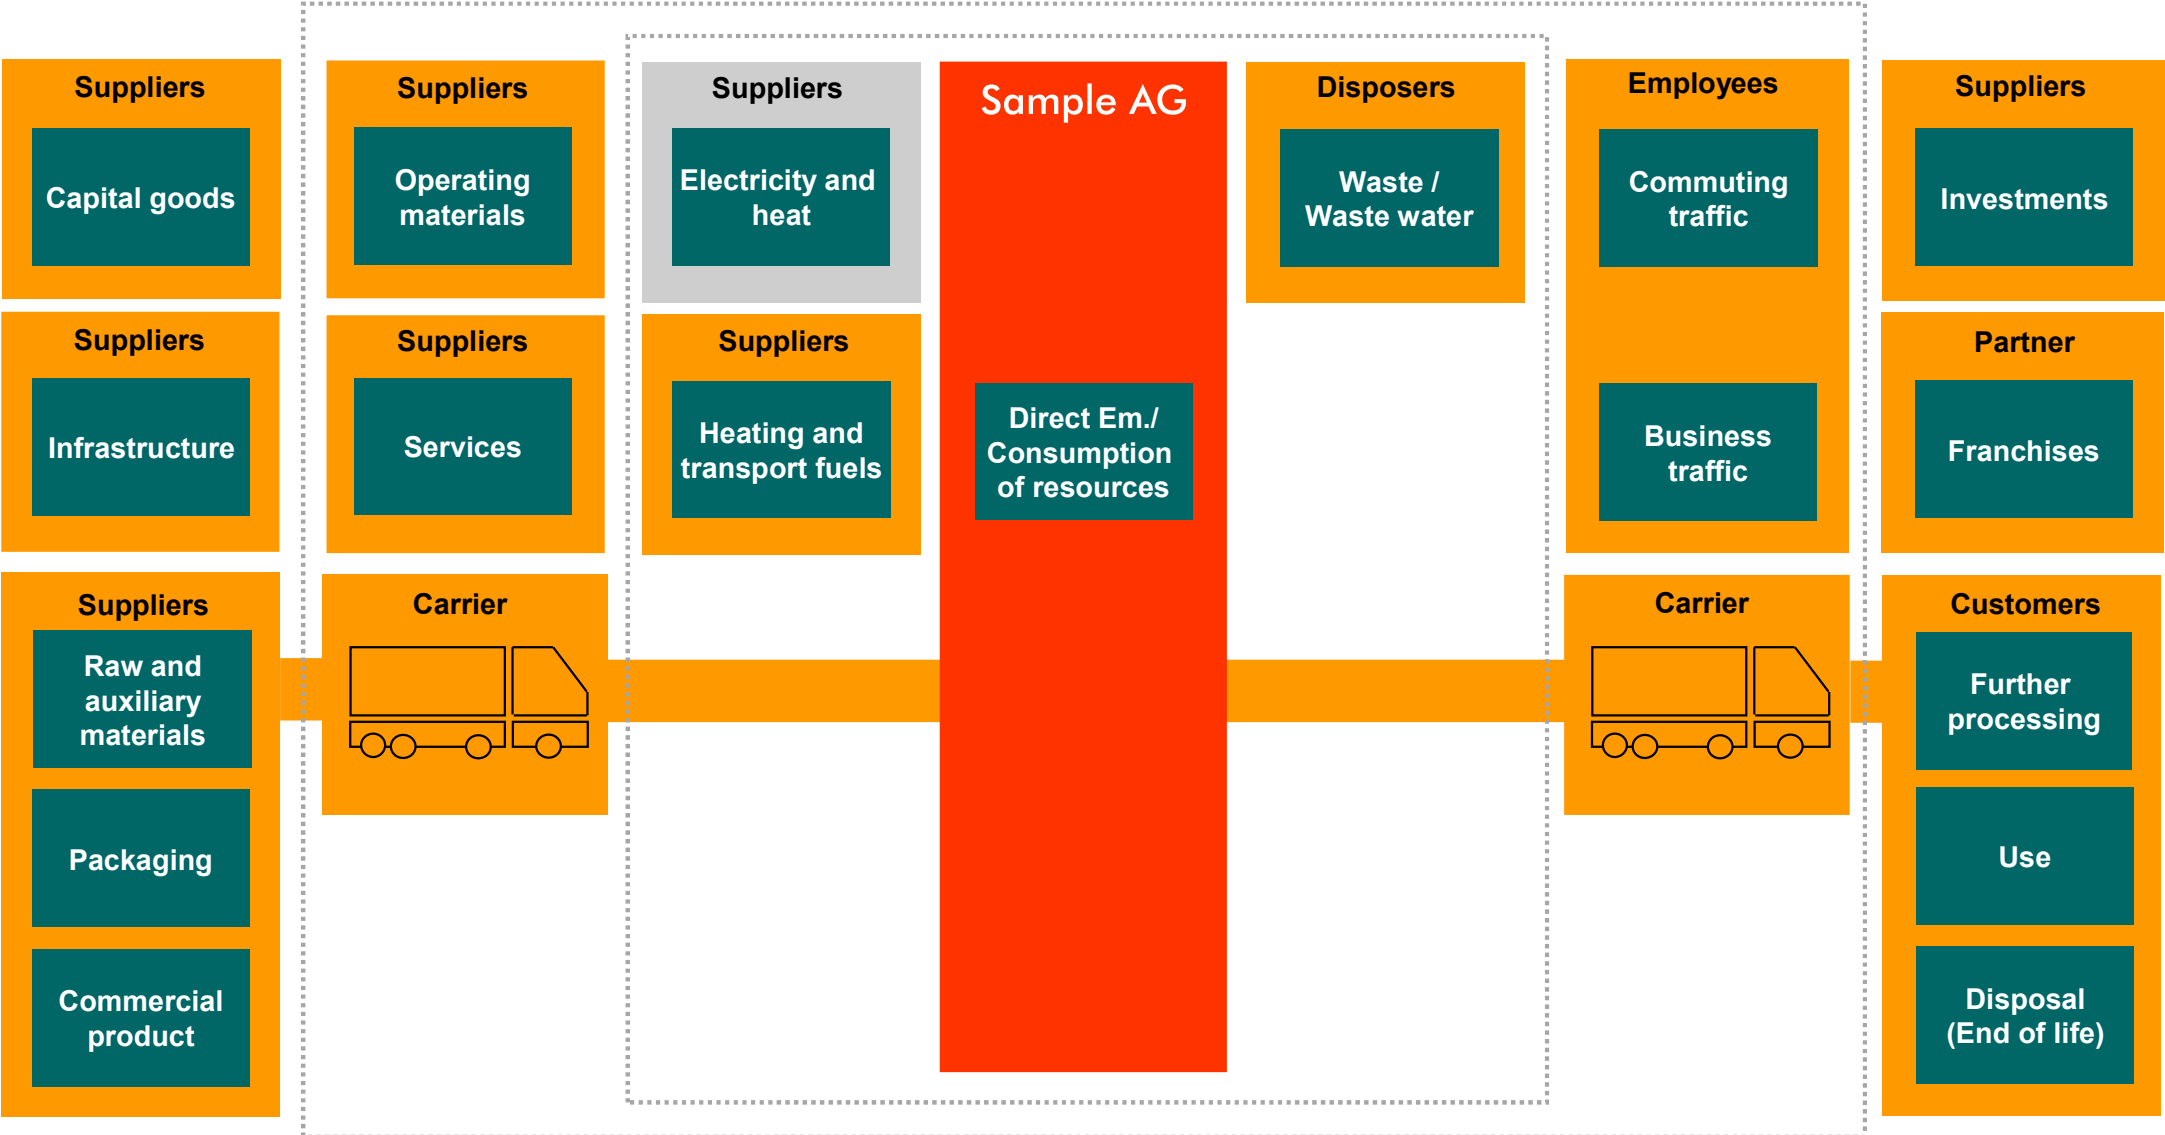 Suppliers
Capital goods
Suppliers
Operating
materials
Suppliers
Electricity and
heat
Sample AG
Disposers
Waste /
Waste water
Employees
Commuting
traffic
Suppliers
Investments
Suppliers
Infrastructure
Suppliers
Services
Suppliers
Heating and
transport fuels
Direct Em./
Consumption
of resources
Business
traffic
Partner
Franchises
Suppliers
Raw and
auxiliary
materials
Packaging
Commercial
product
Carrier
Carrier
Customers
Further
processing
Use
Disposal
(End of life)